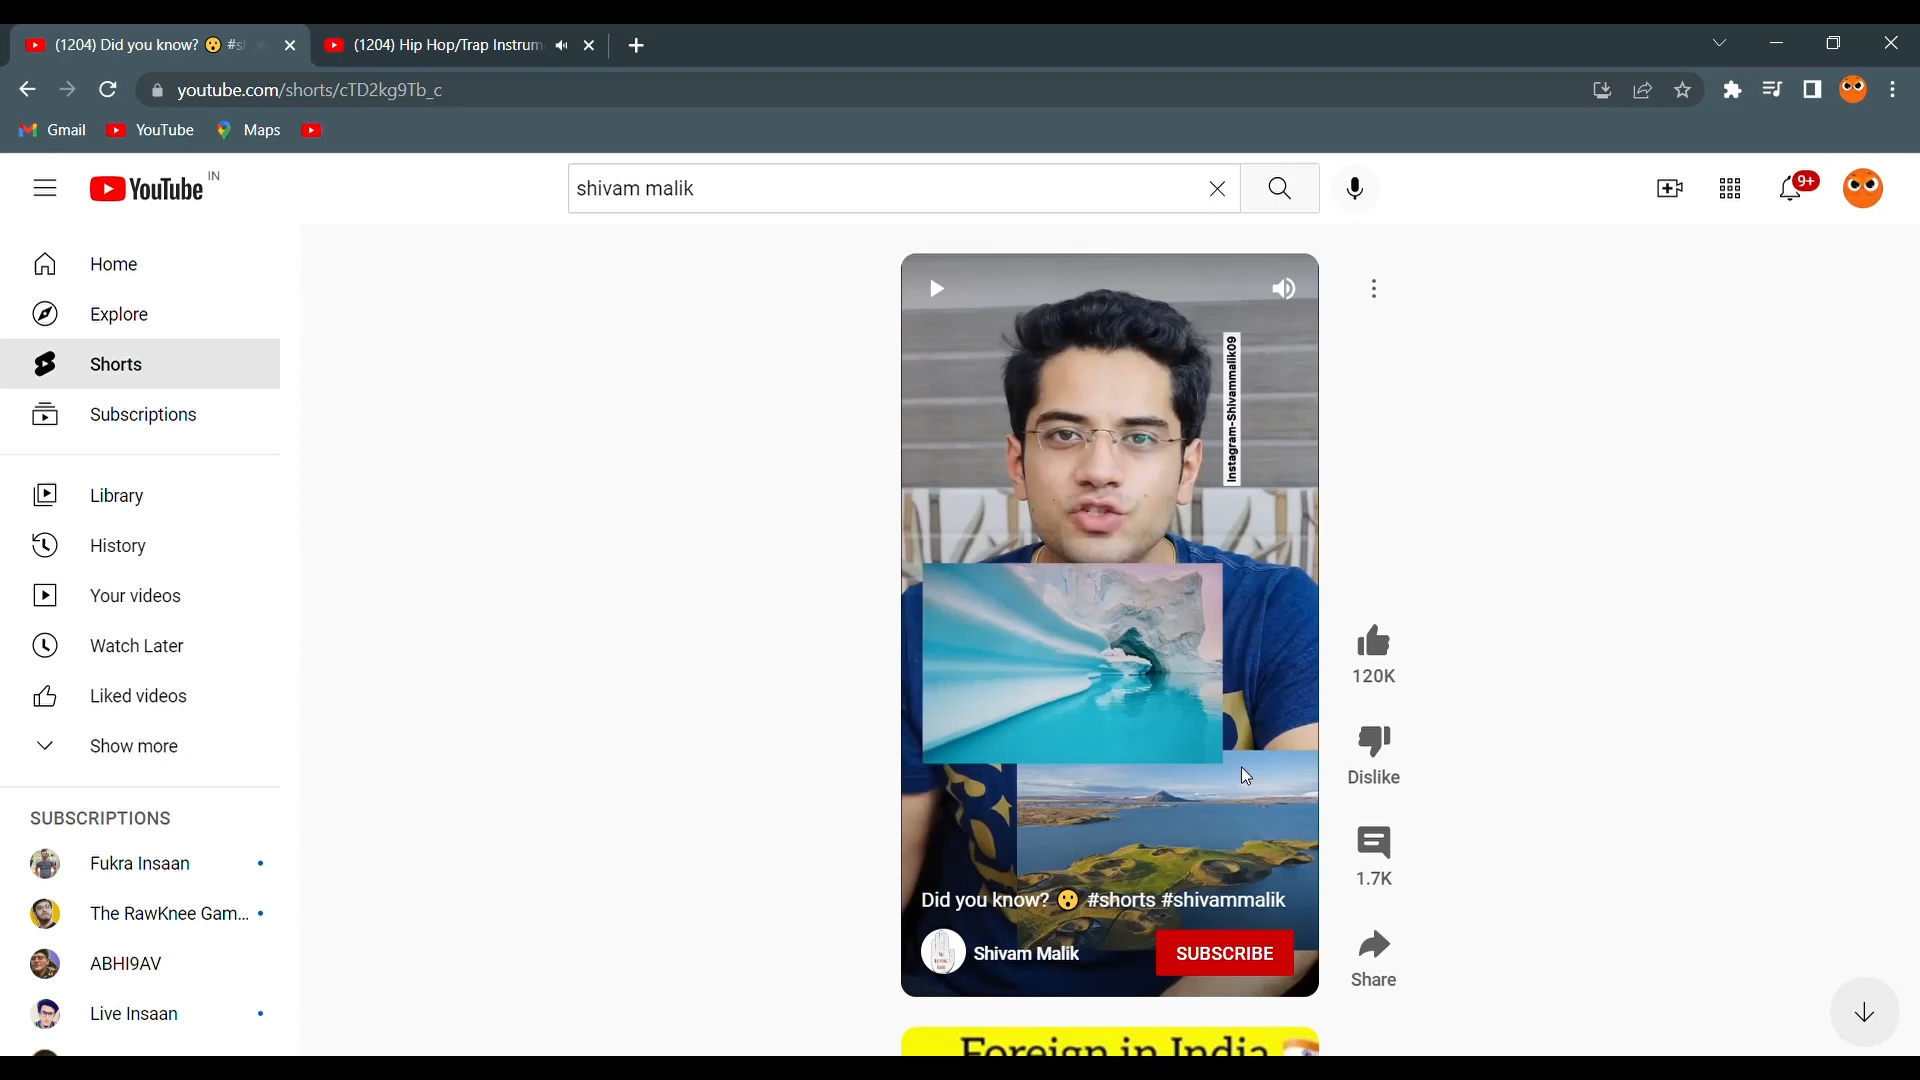 (1204) Did you know? 😮 #s
(1204) Hip Hop/Trap Instrum
youtube.com/shorts/cTD2kg9Tb_c
Gmail
YouTube
Maps
YouTube IN
shivam malik
9+
Home
Explore
Shorts
Subscriptions
Library
History
Your videos
Watch Later
Liked videos
Show more
SUBSCRIPTIONS
Fukra Insaan
The RawKnee Gam...
ABHI9AV
Live Insaan
Instagram-Shivammalik09
Did you know? 😮 #shorts #shivammalik
Shivam Malik
SUBSCRIBE
120K
Dislike
1.7K
Share
Foreign in India